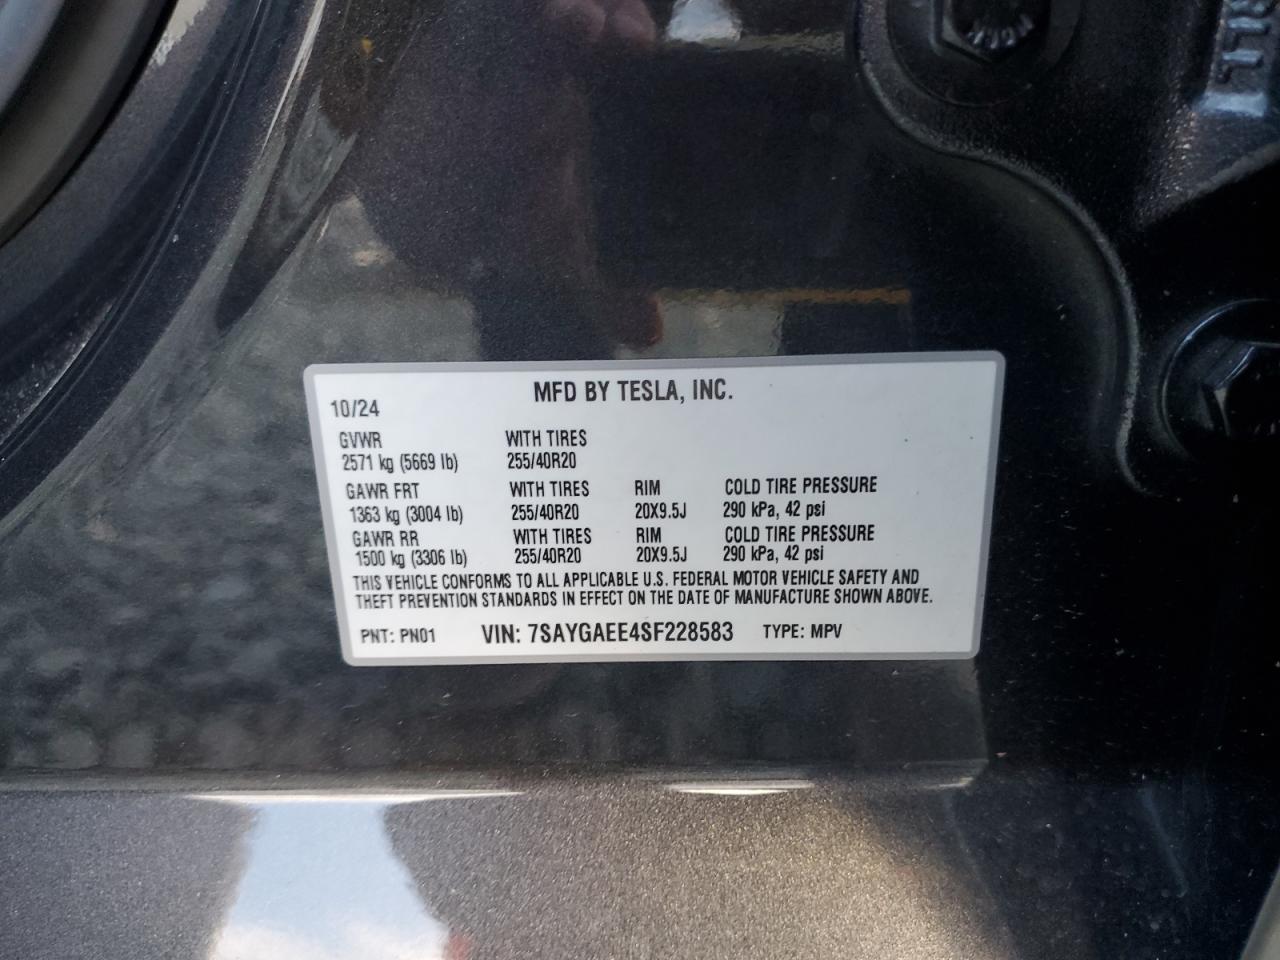 MFD BY TESLA, INC.
10/24
GVWR WITH TIRES
2571 kg (5669 lb) 255/40R20
GAWR FRT WITH TIRES RIM COLD TIRE PRESSURE
1363 kg (3004 lb) 255/40R20 20X9.5J 290 kPa, 42 psi
GAWR RR WITH TIRES RIM COLD TIRE PRESSURE
1500 kg (3306 lb) 255/40R20 20X9.5J 290 kPa, 42 psi
THIS VEHICLE CONFORMS TO ALL APPLICABLE U.S. FEDERAL MOTOR VEHICLE SAFETY AND
THEFT PREVENTION STANDARDS IN EFFECT ON THE DATE OF MANUFACTURE SHOWN ABOVE.
PNT: PN01 VIN: 7SAYGAEE4SF228583 TYPE: MPV